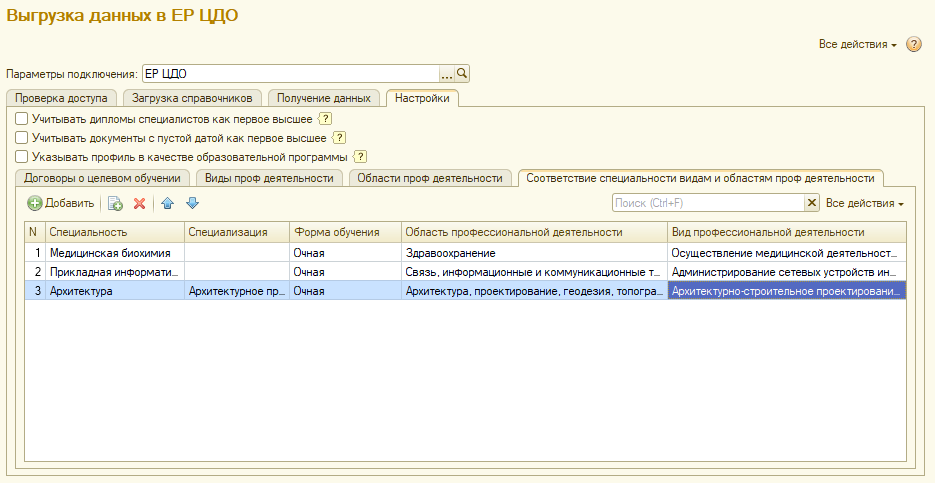 Выгрузка данных в ЕР ЦДО
Все действия
Параметры подключения: ЕР ЦДО
Проверка доступа Загрузка справочников Получение данных Настройки
Учитывать дипломы специалистов как первое высшее ?
Учитывать документы с пустой датой как первое высшее ?
Указывать профиль в качестве образовательной программы ?
Договоры о целевом обучении Виды проф деятельности Области проф деятельности Соответствие специальности видам и областям проф деятельности
Добавить Поиск (Ctrl+F) Все действия
N Специальность Специализация Форма обучения Область профессиональной деятельности Вид профессиональной деятельности
1 Медицинская биохимия Очная Здравоохранение Осуществление медицинской деятельност...
2 Прикладная информати... Очная Связь, информационные и коммуникационные т... Администрирование сетевых устройств ин...
3 Архитектура Архитектурное пр... Очная Архитектура, проектирование, геодезия, топогра... Архитектурно-строительное проектировани...